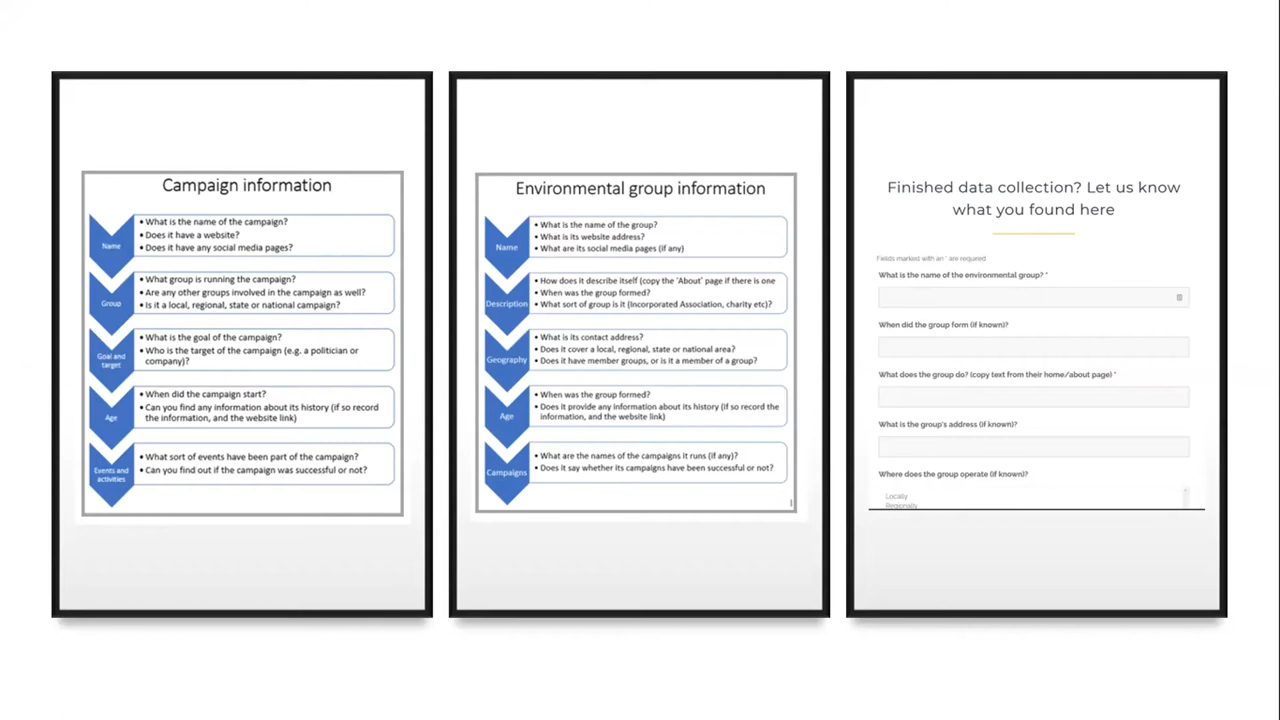 Campaign information
Name
• What is the name of the campaign?
• Does it have a website?
• Does it have any social media pages?
Group
• What group is running the campaign?
• Are any other groups involved in the campaign as well?
• Is it a local, regional, state or national campaign?
Goal and
target
• What is the goal of the campaign?
• Who is the target of the campaign (e.g. a politician or
company)?
Age
• When did the campaign start?
• Can you find any information about its history (if so record
the information, and the website link)
Events and
activities
• What sort of events have been part of the campaign?
• Can you find out if the campaign was successful or not?
Environmental group information
Name
• What is the name of the group?
• What is its website address?
• What are its social media pages (if any)
Description
• How does it describe itself (copy the 'About' page if there is one
• When was the group formed?
• What sort of group is it (Incorporated Association, charity etc)?
Geography
• What is its contact address?
• Does it cover a local, regional, state or national area?
• Does it have member groups, or is it a member of a group?
Age
• When was the group formed?
• Does it provide any information about its history (if so record the
information, and the website link)
Campaigns
• What are the names of the campaigns it runs (if any)?
• Does it say whether its campaigns have been successful or not?
Finished data collection? Let us know
what you found here
Fields marked with an * are required
What is the name of the environmental group? *
When did the group form (if known)?
What does the group do? (copy text from their home/about page) *
What is the group's address (if known)?
Where does the group operate (if known)?
Locally
Regionally